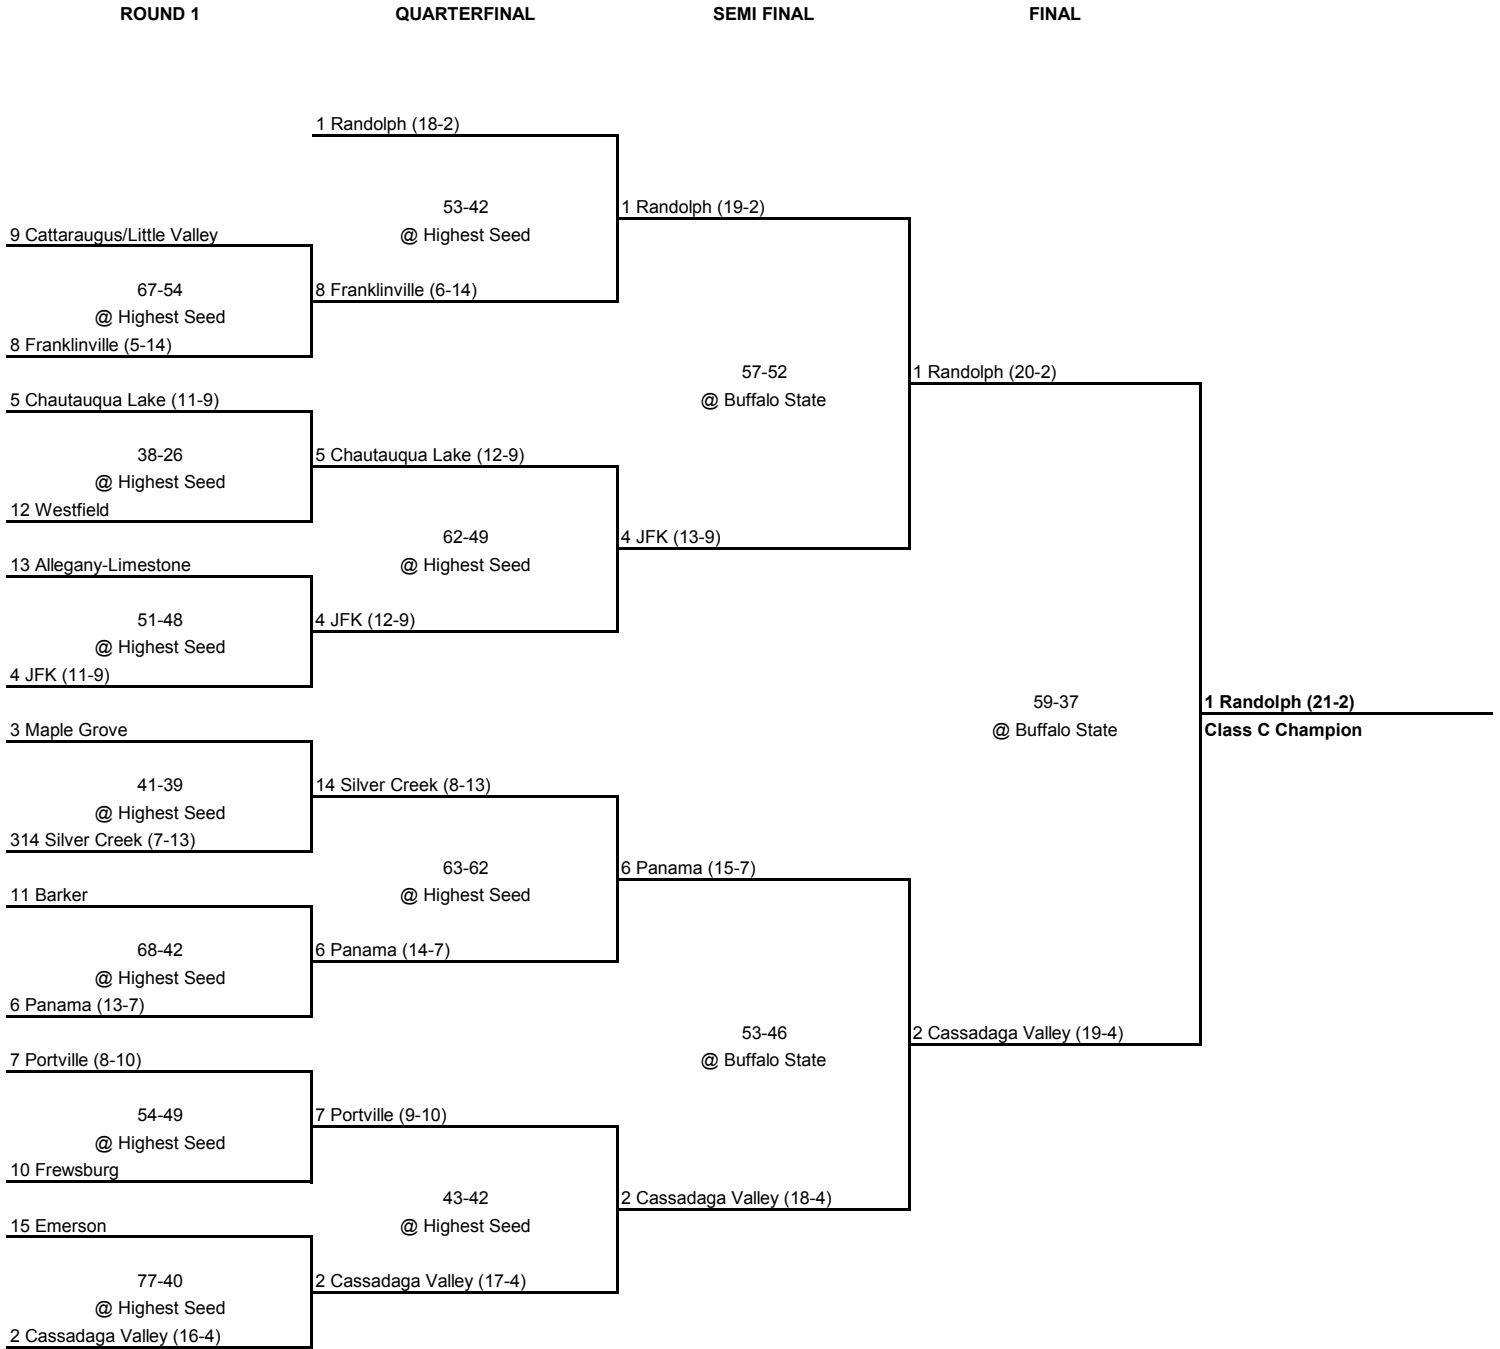 ROUND 1 QUARTERFINAL SEMI FINAL FINAL
1 Randolph (18-2)
53-42 1 Randolph (19-2)
9 Cattaraugus/Little Valley @ Highest Seed
67-54 8 Franklinville (6-14)
@ Highest Seed
8 Franklinville (5-14)
57-52 1 Randolph (20-2)
5 Chautauqua Lake (11-9) @ Buffalo State
38-26 5 Chautauqua Lake (12-9)
@ Highest Seed
12 Westfield
62-49 4 JFK (13-9)
13 Allegany-Limestone @ Highest Seed
51-48 4 JFK (12-9)
@ Highest Seed
4 JFK (11-9)
59-37 1 Randolph (21-2)
3 Maple Grove @ Buffalo State Class C Champion
41-39 14 Silver Creek (8-13)
@ Highest Seed
314 Silver Creek (7-13)
63-62 6 Panama (15-7)
11 Barker @ Highest Seed
68-42 6 Panama (14-7)
@ Highest Seed
6 Panama (13-7)
53-46 2 Cassadaga Valley (19-4)
7 Portville (8-10) @ Buffalo State
54-49 7 Portville (9-10)
@ Highest Seed
10 Frewsburg
43-42 2 Cassadaga Valley (18-4)
15 Emerson @ Highest Seed
77-40 2 Cassadaga Valley (17-4)
@ Highest Seed
2 Cassadaga Valley (16-4)